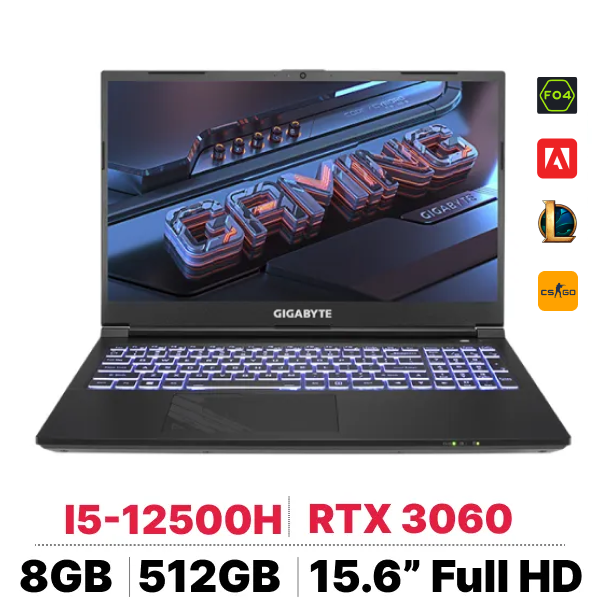 GAMING
GIGABYTE
FO4
GIGABYTE
CS GO
I5-12500H RTX 3060
8GB 512GB 15.6” Full HD